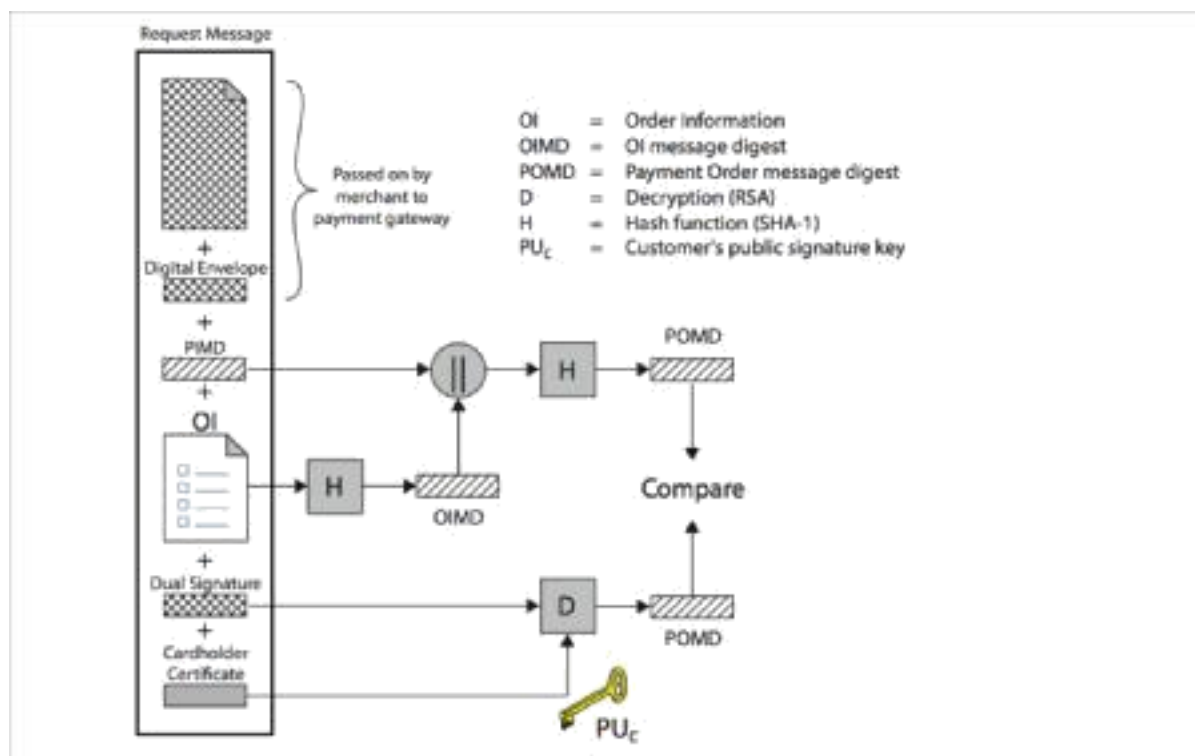 Request Message
Passed on by
merchant to
payment gateway
OI = Order Information
OIMD = OI message digest
POMD = Payment Order message digest
D = Decryption (RSA)
H = Hash function (SHA-1)
PUc = Customer's public signature key
+
Digital Envelope
+
PIMD
+
OI
+
Dual Signature
+
Cardholder
Certificate
||
H
POMD
H
OIMD
Compare
D
POMD
PUc